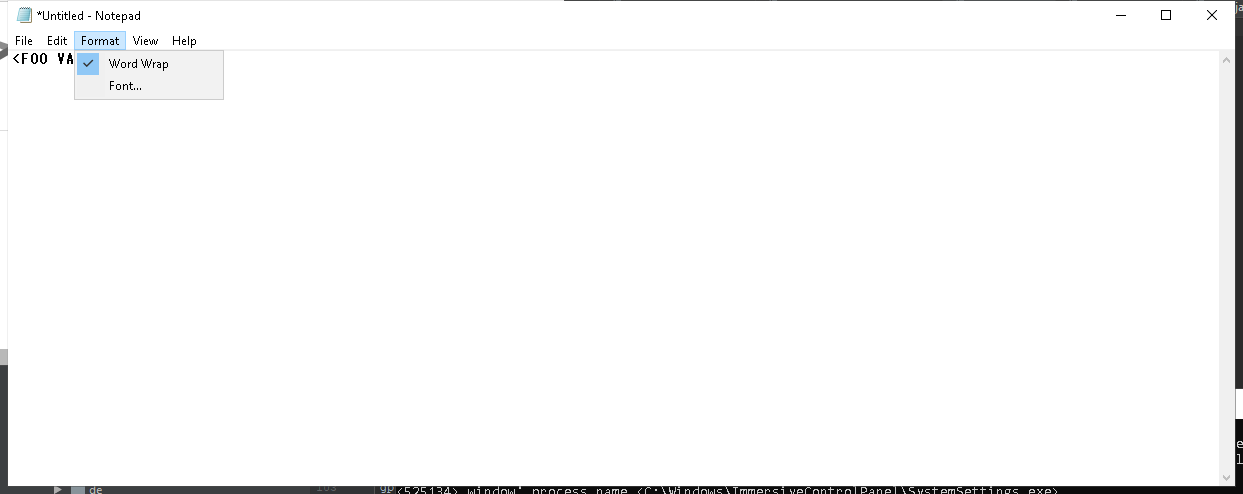 *Untitled - Notepad
File Edit Format View Help
<FOO VA
Word Wrap
Font...
de
<525134> window' process name <C:\Windows\ImmersiveControlPanel\SystemSettings.exe>